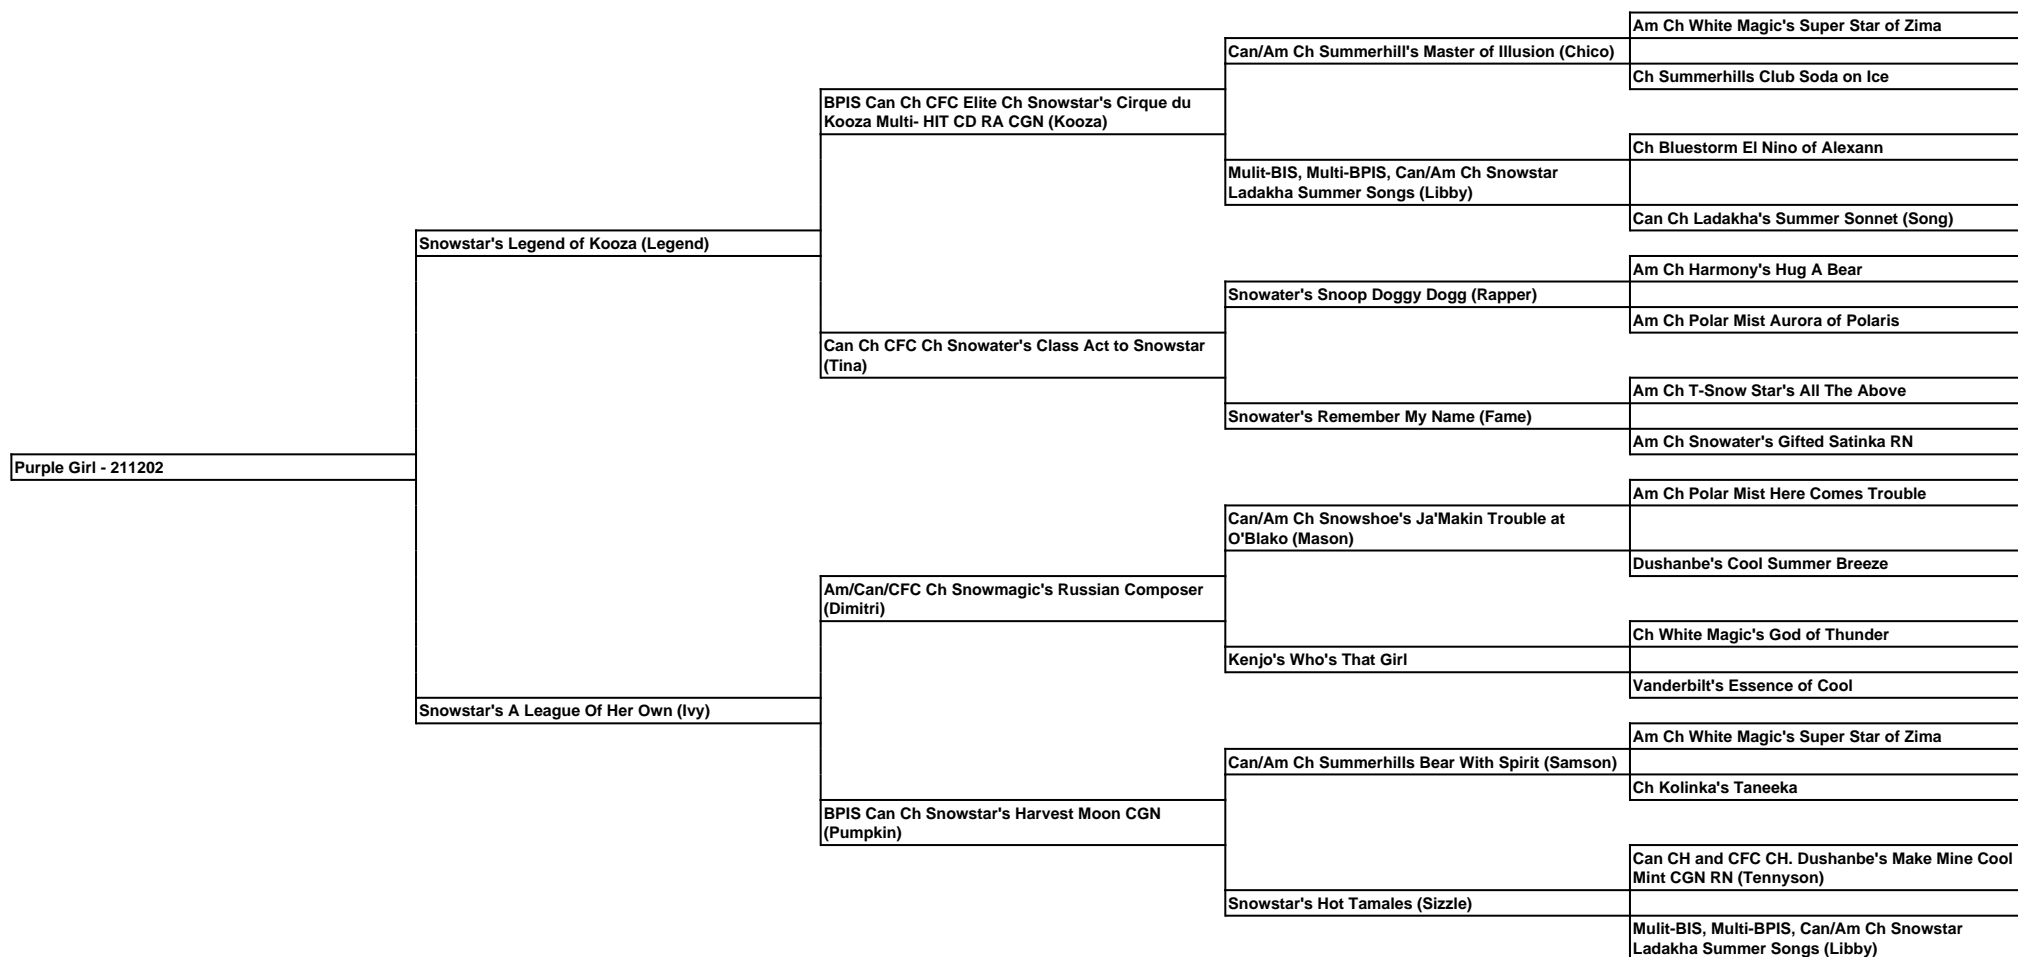 Am Ch White Magic's Super Star of Zima
Can/Am Ch Summerhill's Master of Illusion (Chico)
Ch Summerhills Club Soda on Ice
BPIS Can Ch CFC Elite Ch Snowstar's Cirque du
Kooza Multi- HIT CD RA CGN (Kooza)
Ch Bluestorm El Nino of Alexann
Mulit-BIS, Multi-BPIS, Can/Am Ch Snowstar
Ladakha Summer Songs (Libby)
Can Ch Ladakha's Summer Sonnet (Song)
Snowstar's Legend of Kooza (Legend)
Am Ch Harmony's Hug A Bear
Snowater's Snoop Doggy Dogg (Rapper)
Am Ch Polar Mist Aurora of Polaris
Can Ch CFC Ch Snowater's Class Act to Snowstar
(Tina)
Am Ch T-Snow Star's All The Above
Snowater's Remember My Name (Fame)
Am Ch Snowater's Gifted Satinka RN
Purple Girl - 211202
Am Ch Polar Mist Here Comes Trouble
Can/Am Ch Snowshoe's Ja'Makin Trouble at
O'Blako (Mason)
Dushanbe's Cool Summer Breeze
Am/Can/CFC Ch Snowmagic's Russian Composer
(Dimitri)
Ch White Magic's God of Thunder
Kenjo's Who's That Girl
Vanderbilt's Essence of Cool
Snowstar's A League Of Her Own (Ivy)
Am Ch White Magic's Super Star of Zima
Can/Am Ch Summerhills Bear With Spirit (Samson)
Ch Kolinka's Taneeka
BPIS Can Ch Snowstar's Harvest Moon CGN
(Pumpkin)
Can CH and CFC CH. Dushanbe's Make Mine Cool
Mint CGN RN (Tennyson)
Snowstar's Hot Tamales (Sizzle)
Mulit-BIS, Multi-BPIS, Can/Am Ch Snowstar
Ladakha Summer Songs (Libby)